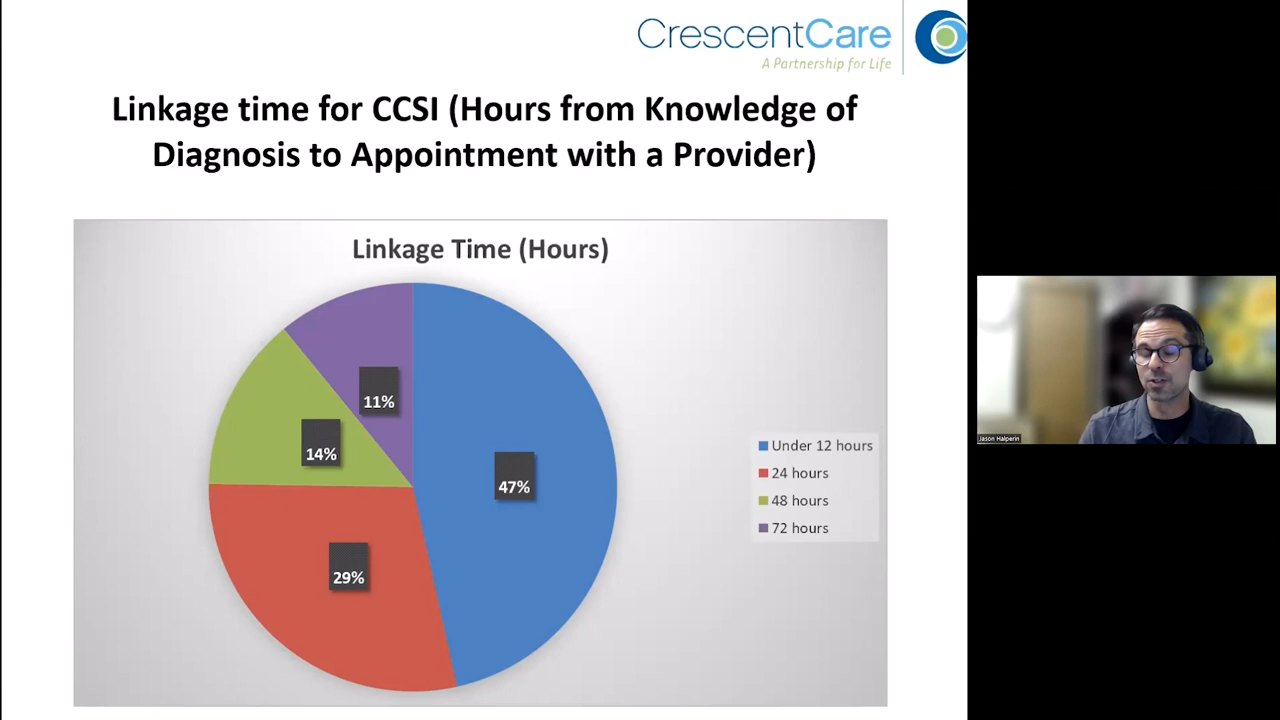 CrescentCare
A Partnership for Life
Linkage time for CCSI (Hours from Knowledge of
Diagnosis to Appointment with a Provider)
Linkage Time (Hours)
11%
14%
47%
29%
Under 12 hours
24 hours
48 hours
72 hours
Jason Halperin